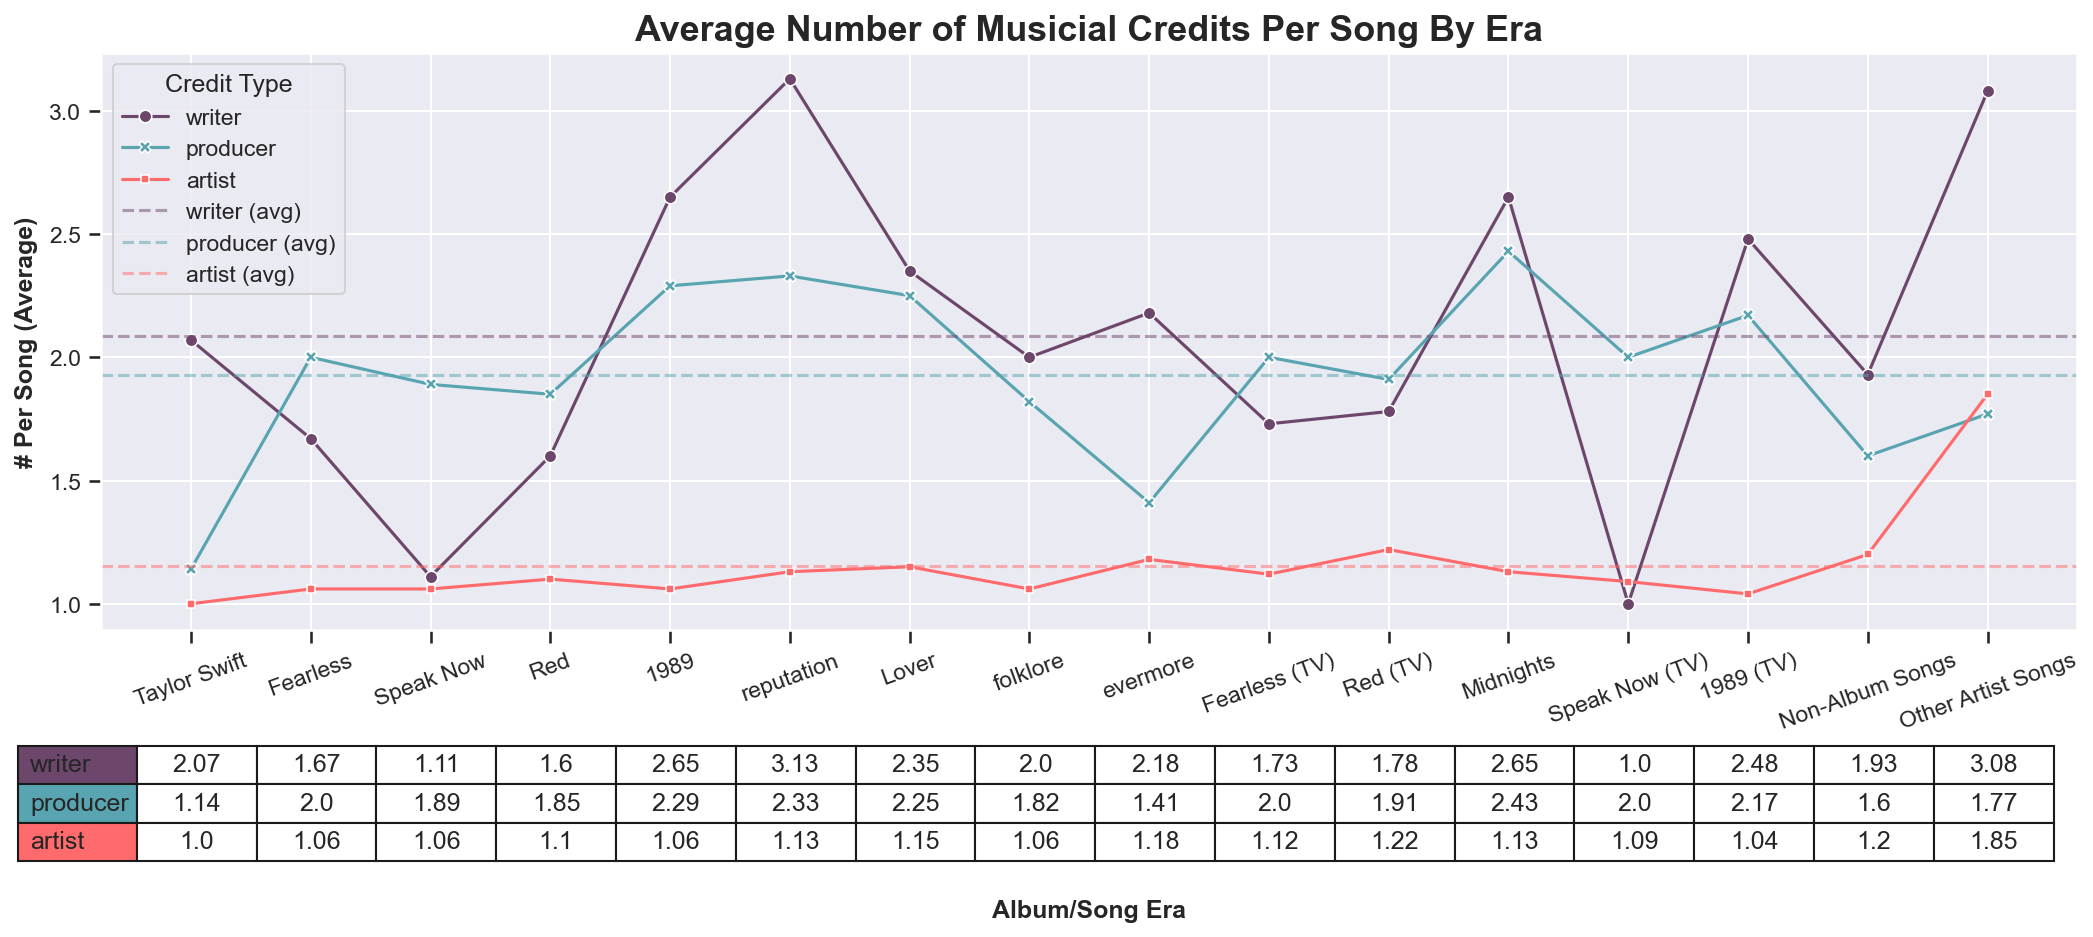 Average Number of Musicial Credits Per Song By Era
# Per Song (Average)
3.0
2.5
2.0
1.5
1.0
Credit Type
writer
producer
artist
writer (avg)
producer (avg)
artist (avg)
Taylor Swift
Fearless
Speak Now
Red
1989
reputation
Lover
folklore
evermore
Fearless (TV)
Red (TV)
Midnights
Speak Now (TV)
1989 (TV)
Non-Album Songs
Other Artist Songs
writer 2.07 1.67 1.11 1.6 2.65 3.13 2.35 2.0 2.18 1.73 1.78 2.65 1.0 2.48 1.93 3.08
producer 1.14 2.0 1.89 1.85 2.29 2.33 2.25 1.82 1.41 2.0 1.91 2.43 2.0 2.17 1.6 1.77
artist 1.0 1.06 1.06 1.1 1.06 1.13 1.15 1.06 1.18 1.12 1.22 1.13 1.09 1.04 1.2 1.85
Album/Song Era